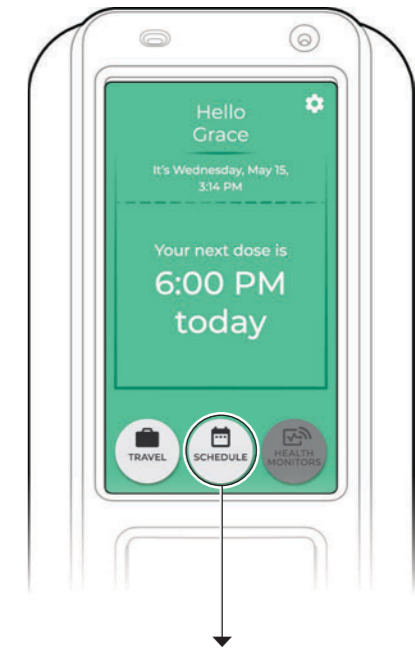 Hello
Grace
It's Wednesday, May 15,
3:14 PM
Your next dose is
6:00 PM
today
TRAVEL
SCHEDULE
HEALTH
MONITORS